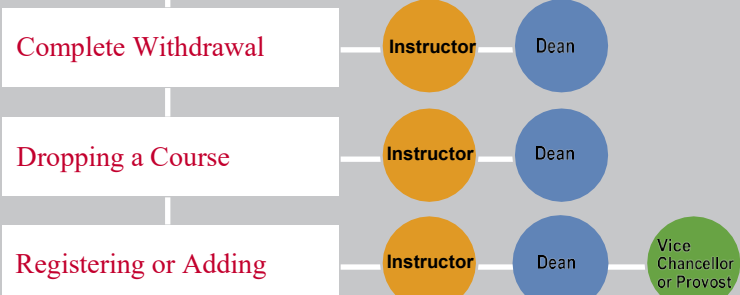 Complete Withdrawal
Instructor
Dean
Dropping a Course
Instructor
Dean
Registering or Adding
Instructor
Dean
Vice
Chancellor
or Provost